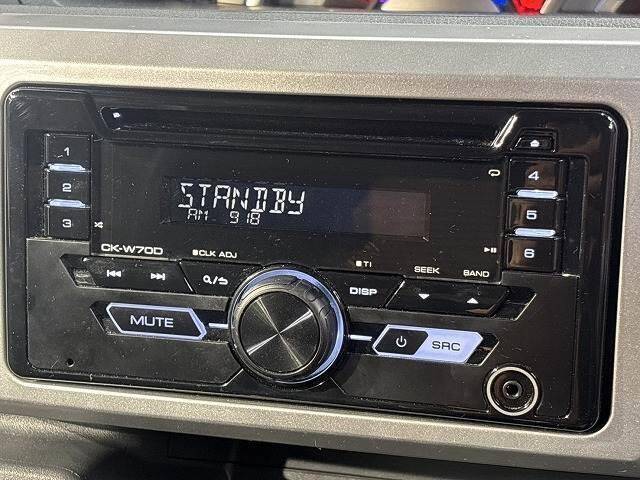 1
2
3
4
5
6
STANDBY
AM 918
CK-W70D
CLK ADJ
TI
SEEK
BAND
DISP
MUTE
SRC